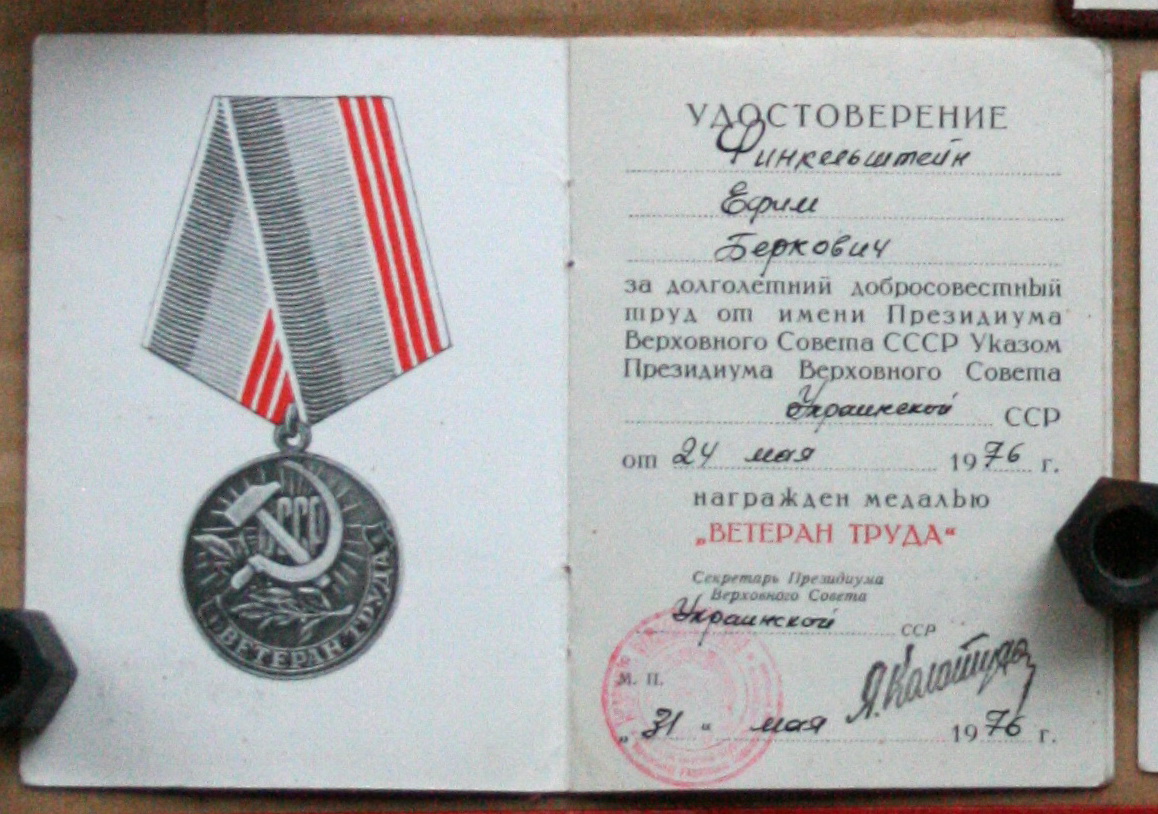 СССР
ВЕТЕРАН ТРУДА
УДОСТОВЕРЕНИЕ
Финкельштейн
Ефим
Беркович
за долголетний добросовестный
труд от имени Президиума
Верховного Совета СССР Указом
Президиума Верховного Совета
Украинской ССР
от 24 мая 1976 г.
награжден медалью
„ВЕТЕРАН ТРУДА“
Секретарь Президиума
Верховного Совета
Украинской ССР
М. П.
„31“ мая 1976 г.